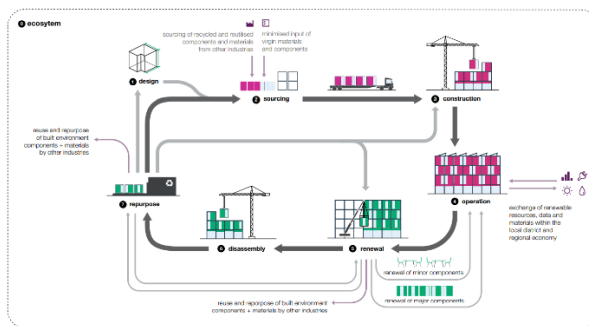 0 ecosytem
sourcing of recycled and reutilised
components and materials
from other industries
minimised input of
virgin materials
and components
1 design
2 sourcing
3 construction
reuse and repurpose
of built environment
components + materials
by other industries
7 repurpose
6 disassembly
5 renewal
4 operation
exchange of renewable
resources, data and
materials within the
local district and
regional economy
renewal of minor components
renewal of major components
reuse and repurpose of built environment
components + materials by other industries